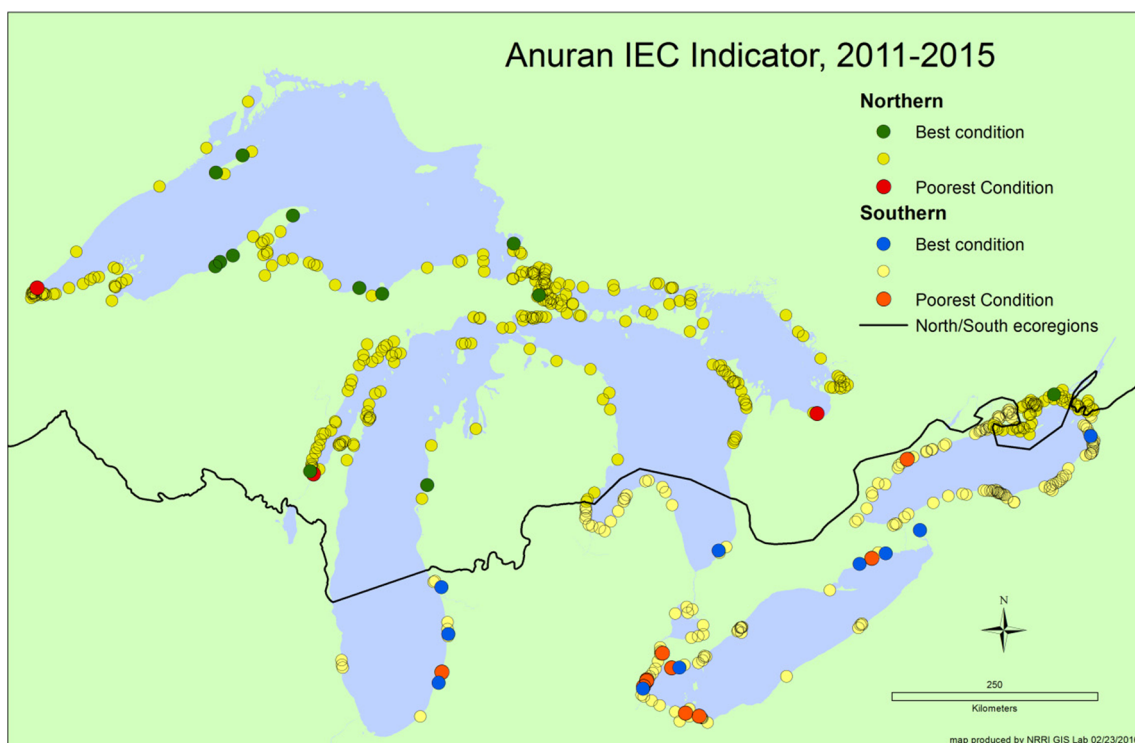 Anuran IEC Indicator, 2011-2015
Northern
Best condition
Poorest Condition
Southern
Best condition
Poorest Condition
North/South ecoregions
N
250
Kilometers
map produced by NRRI GIS Lab 02/23/2016